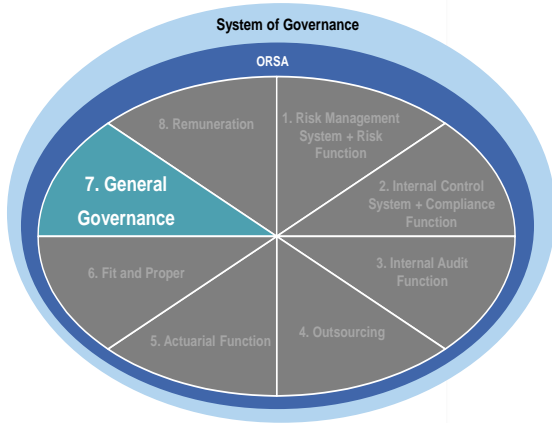 System of Governance
ORSA
8. Remuneration
1. Risk Management
System + Risk
Function
7. General
Governance
2. Internal Control
System + Compliance
Function
6. Fit and Proper
3. Internal Audit
Function
5. Actuarial Function
4. Outsourcing